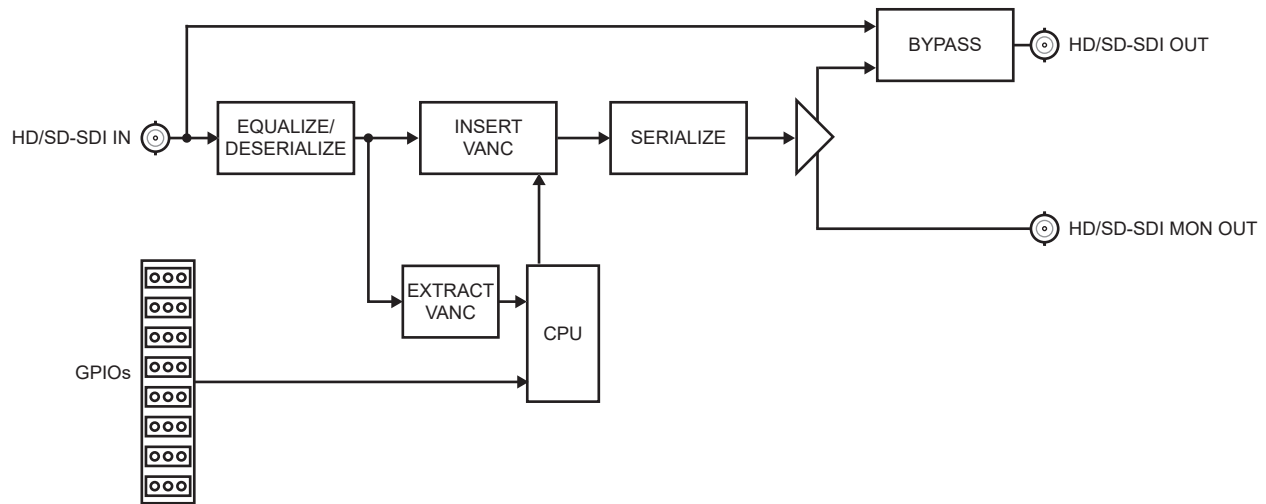 BYPASS
HD/SD-SDI OUT
HD/SD-SDI IN
EQUALIZE/
DESERIALIZE
INSERT
VANC
SERIALIZE
HD/SD-SDI MON OUT
EXTRACT
VANC
CPU
GPIOs